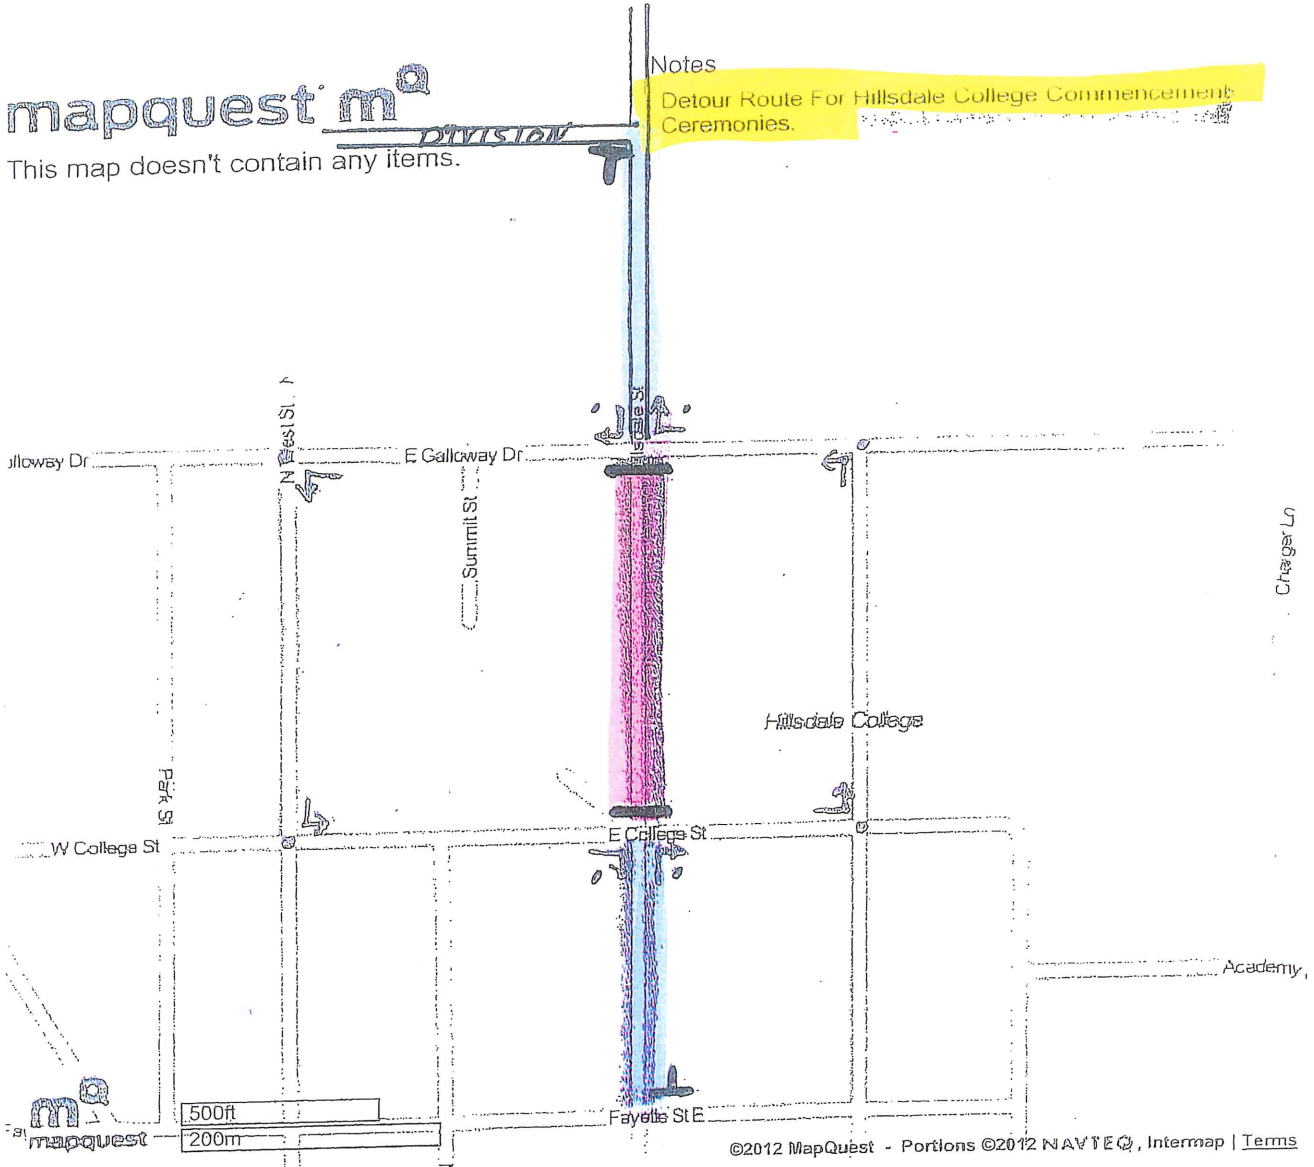 mapquest m
Notes
Detour Route For Hillsdale College Commencement
Ceremonies.
DIVISION
This map doesn't contain any items.
E Galloway Dr
Summit St
Charger Ln
Hillsdale College
Park St
E College St
W College St
Academy
500ft
200m
Fayette St E
mapquest
©2012 MapQuest - Portions ©2012 NAVTEQ, Intermap | Terms